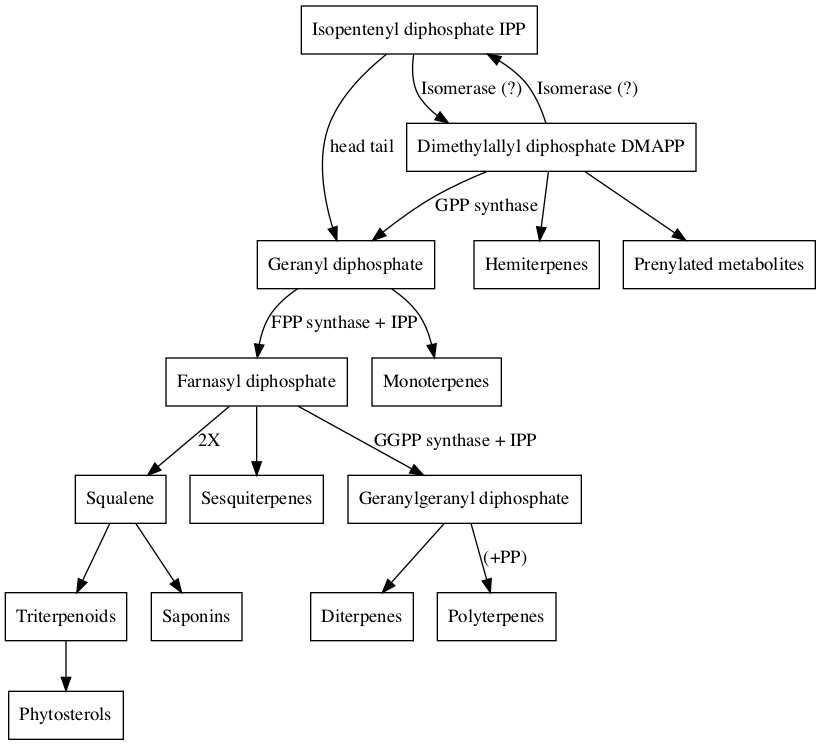 Isopentenyl diphosphate IPP
Isomerase (?)
Isomerase (?)
head tail
Dimethylallyl diphosphate DMAPP
GPP synthase
Geranyl diphosphate
Hemiterpenes
Prenylated metabolites
FPP synthase + IPP
Farnasyl diphosphate
Monoterpenes
2X
GGPP synthase + IPP
Squalene
Sesquiterpenes
Geranylgeranyl diphosphate
(+PP)
Triterpenoids
Saponins
Diterpenes
Polyterpenes
Phytosterols